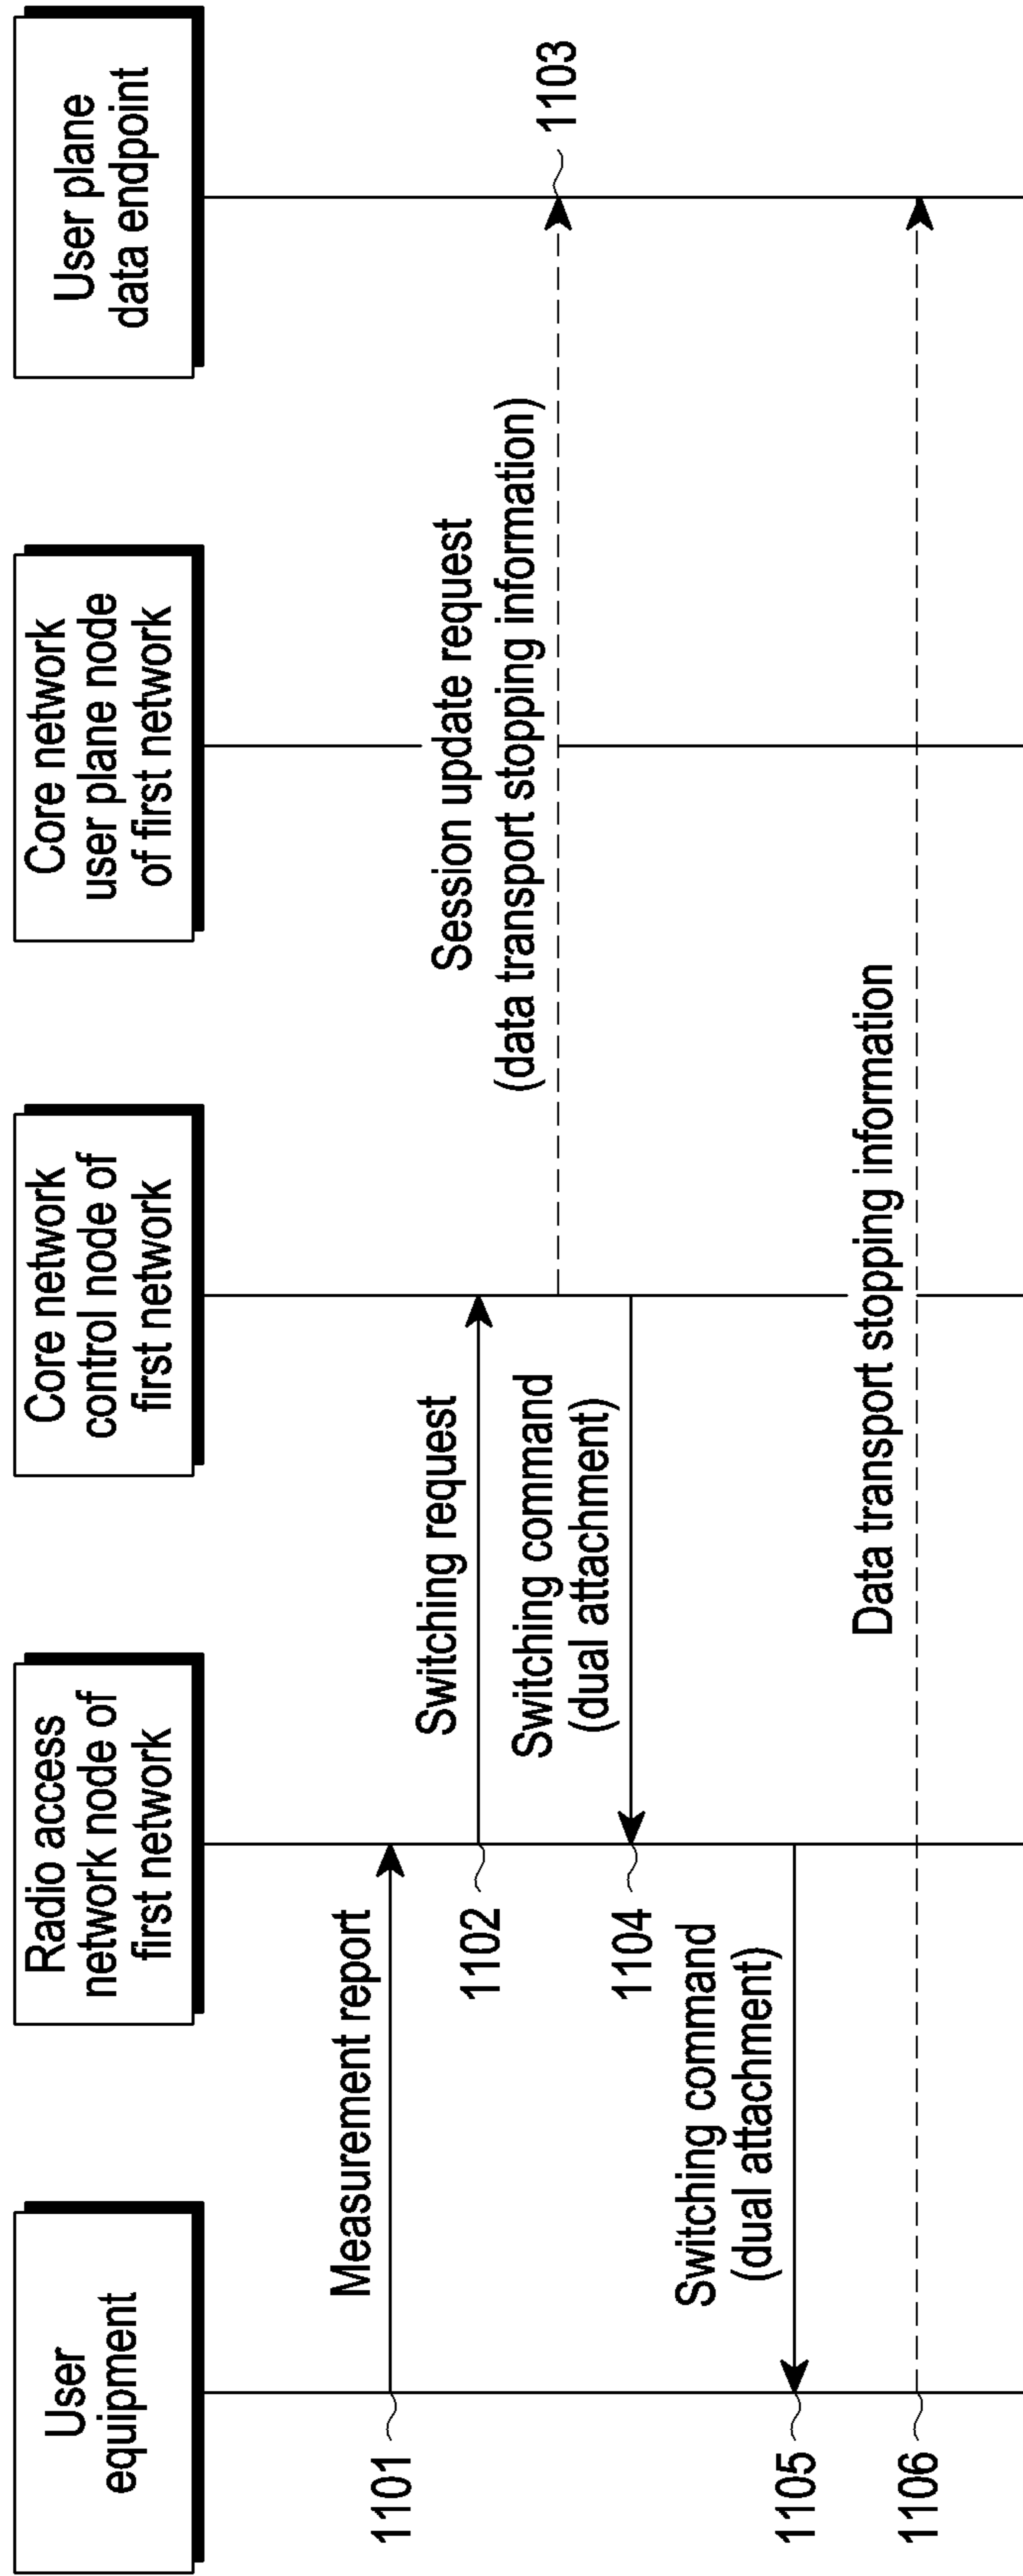 User
equipment
Radio access
network node of
first network
Core network
control node of
first network
Core network
user plane node
of first network
User plane
data endpoint
1101
Measurement report
1102
Switching request
Session update request
(data transport stopping information)
1103
Switching command
(dual attachment)
1104
Switching command
(dual attachment)
1105
Data transport stopping information
1106